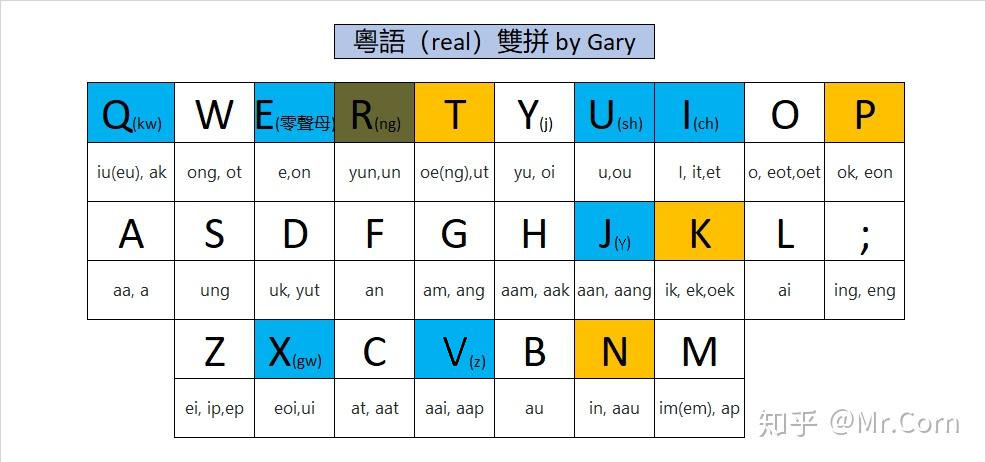 粵語（real）雙拼 by Gary
Q(kw) W E(零聲母) R(ng) T Y(j) U(sh) I(ch) O P
iu(eu), ak ong, ot e,on yun,un oe(ng),ut yu, oi u,ou I, it,et o, eot,oet ok, eon
A S D F G H J(Y) K L ;
aa, a ung uk, yut an am, ang aam, aak aan, aang ik, ek,oek ai ing, eng
Z X(gw) C V(z) B N M
ei, ip,ep eoi,ui at, aat aai, aap au in, aau im(em), ap
知乎 @Mr.Corn